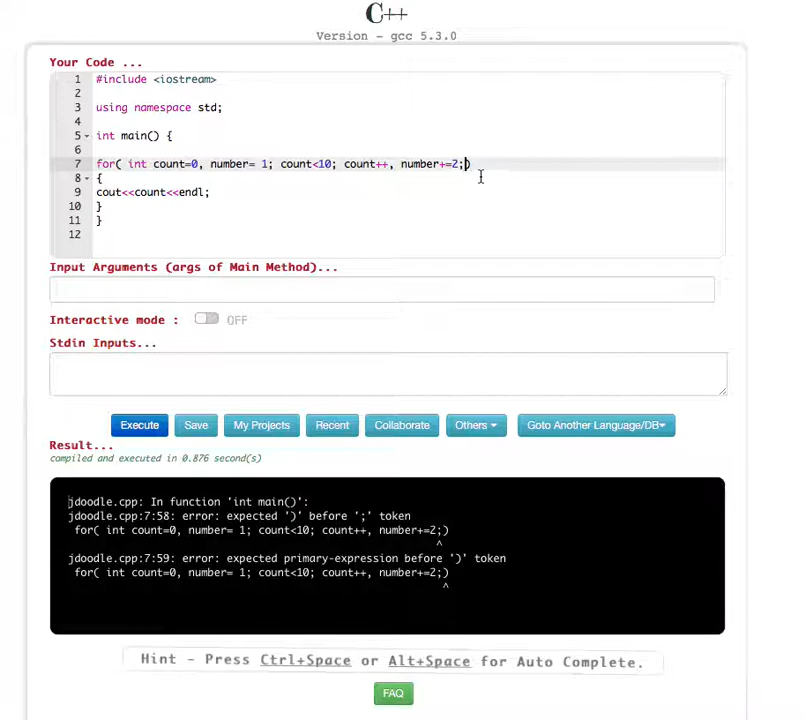 C++
Version - gcc 5.3.0
Your Code ...
1 #include <iostream>
2
3 using namespace std;
4
5 int main() {
6
7 for( int count=0, number= 1; count<10; count++, number+=2;)
8 {
9 cout<<count<<endl;
10 }
11 }
12
Input Arguments (args of Main Method)...
Interactive mode : OFF
Stdin Inputs...
Execute Save My Projects Recent Collaborate Others Goto Another Language/DB
Result...
compiled and executed in 0.876 second(s)
jdoodle.cpp: In function 'int main()':
jdoodle.cpp:7:58: error: expected ')' before ';' token
for( int count=0, number= 1; count<10; count++, number+=2;)
^
jdoodle.cpp:7:59: error: expected primary-expression before ')' token
for( int count=0, number= 1; count<10; count++, number+=2;)
^
Hint - Press Ctrl+Space or Alt+Space for Auto Complete.
FAQ